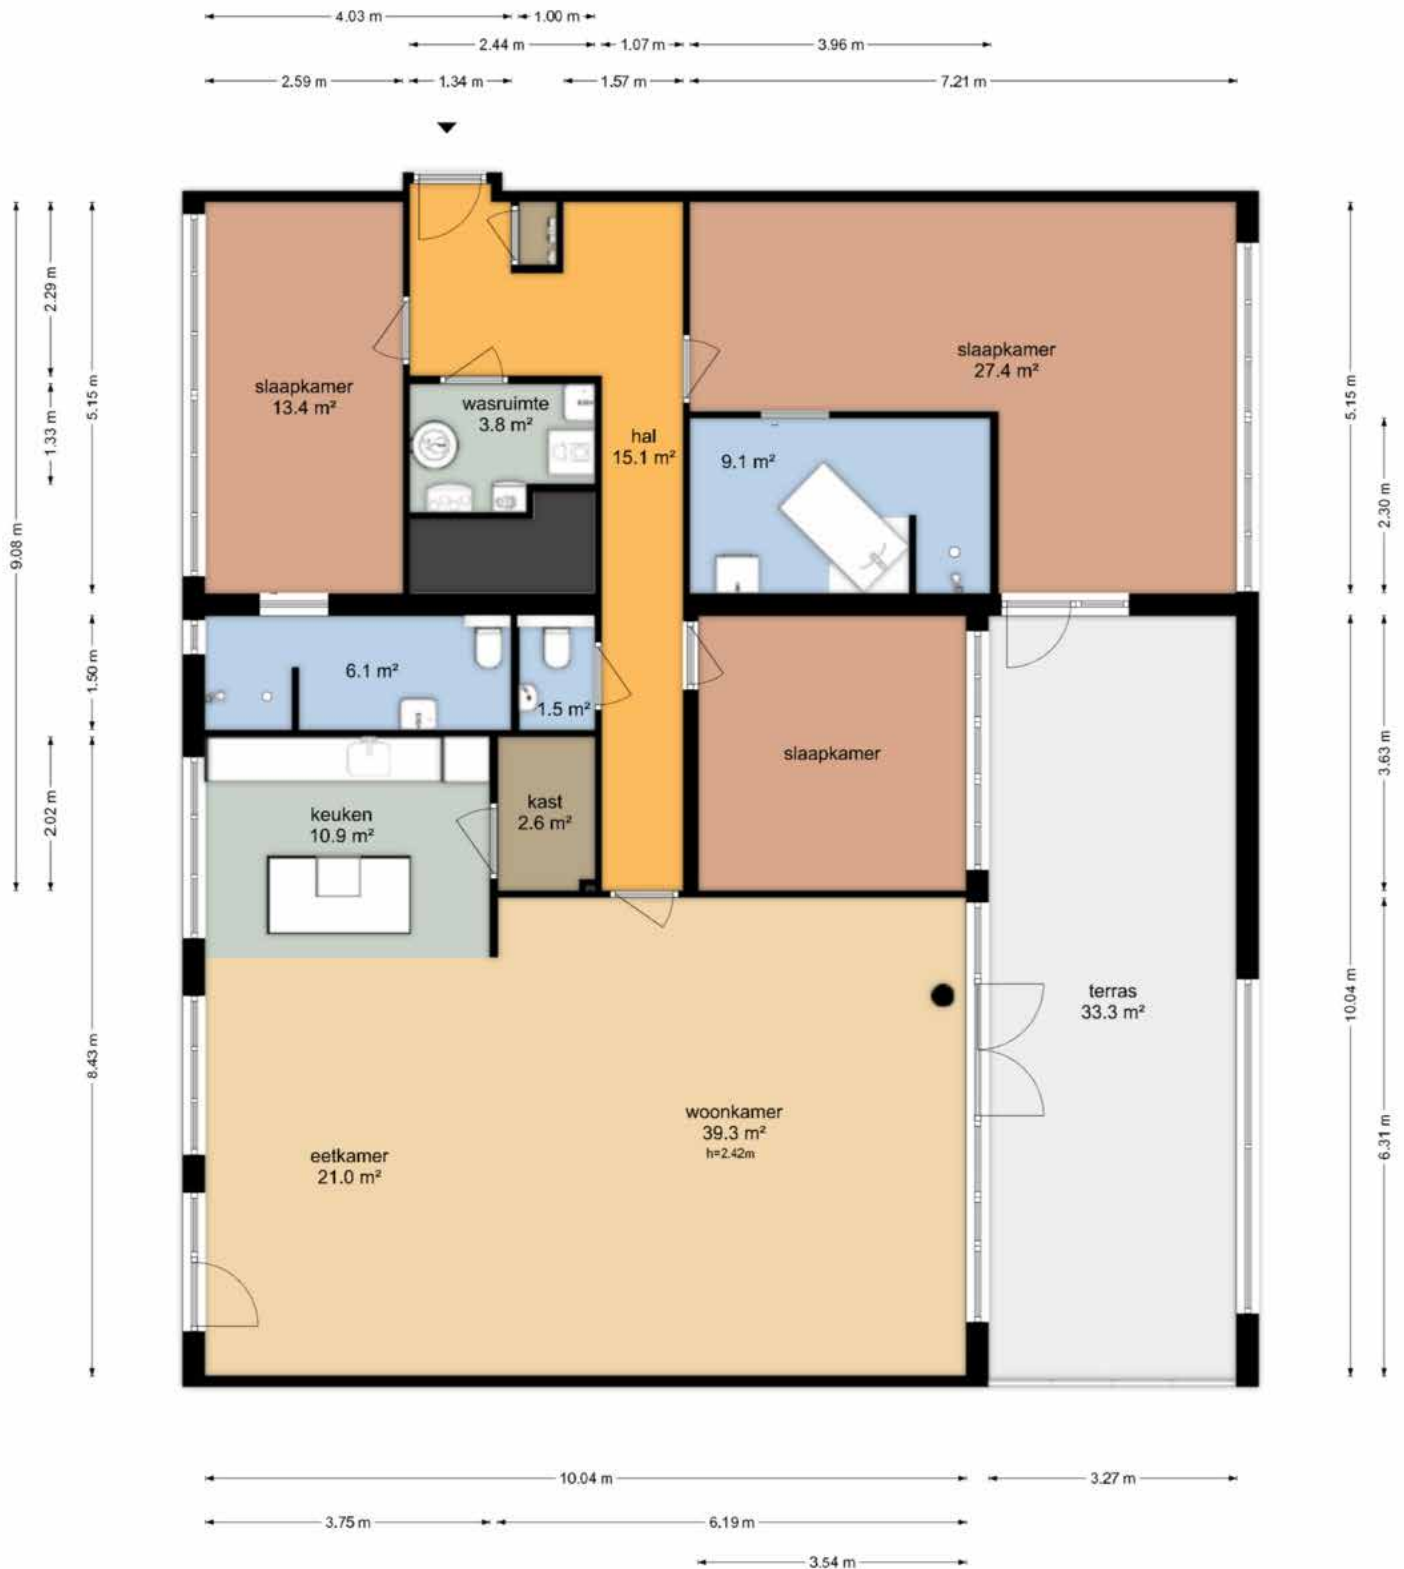 4.03 m
1.00 m
2.44 m
1.07 m
3.96 m
2.59 m
1.34 m
1.57 m
7.21 m
9.08 m
2.29 m
1.33 m
5.15 m
1.50 m
2.02 m
8.43 m
slaapkamer
13.4 m²
wasruimte
3.8 m²
hal
15.1 m²
slaapkamer
27.4 m²
9.1 m²
6.1 m²
1.5 m²
slaapkamer
keuken
10.9 m²
kast
2.6 m²
terras
33.3 m²
woonkamer
39.3 m²
h=2.42m
eetkamer
21.0 m²
5.15 m
2.30 m
3.63 m
10.04 m
6.31 m
10.04 m
3.27 m
3.75 m
6.19 m
3.54 m